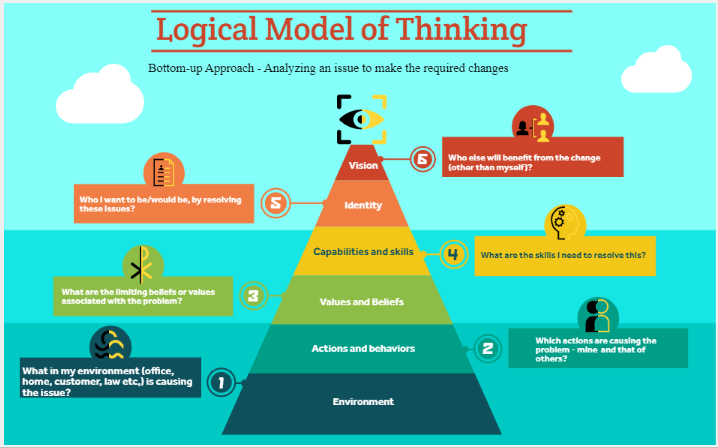 Logical Model of Thinking
Bottom-up Approach - Analyzing an issue to make the required changes
Vision
6
Who else will benefit from the change
(other than myself)?
Who I want to be/would be, by resolving
these Issues?
5
Identity
Capabilities and skills
4
What are the skills I need to resolve this?
What are the limiting beliefs or values
associated with the problem?
3
Values and Beliefs
Actions and behaviors
2
Which actions are causing the
problem - mine and that of
others?
What in my environment (office,
home, customer, law etc,) is causing
the issue?
1
Environment